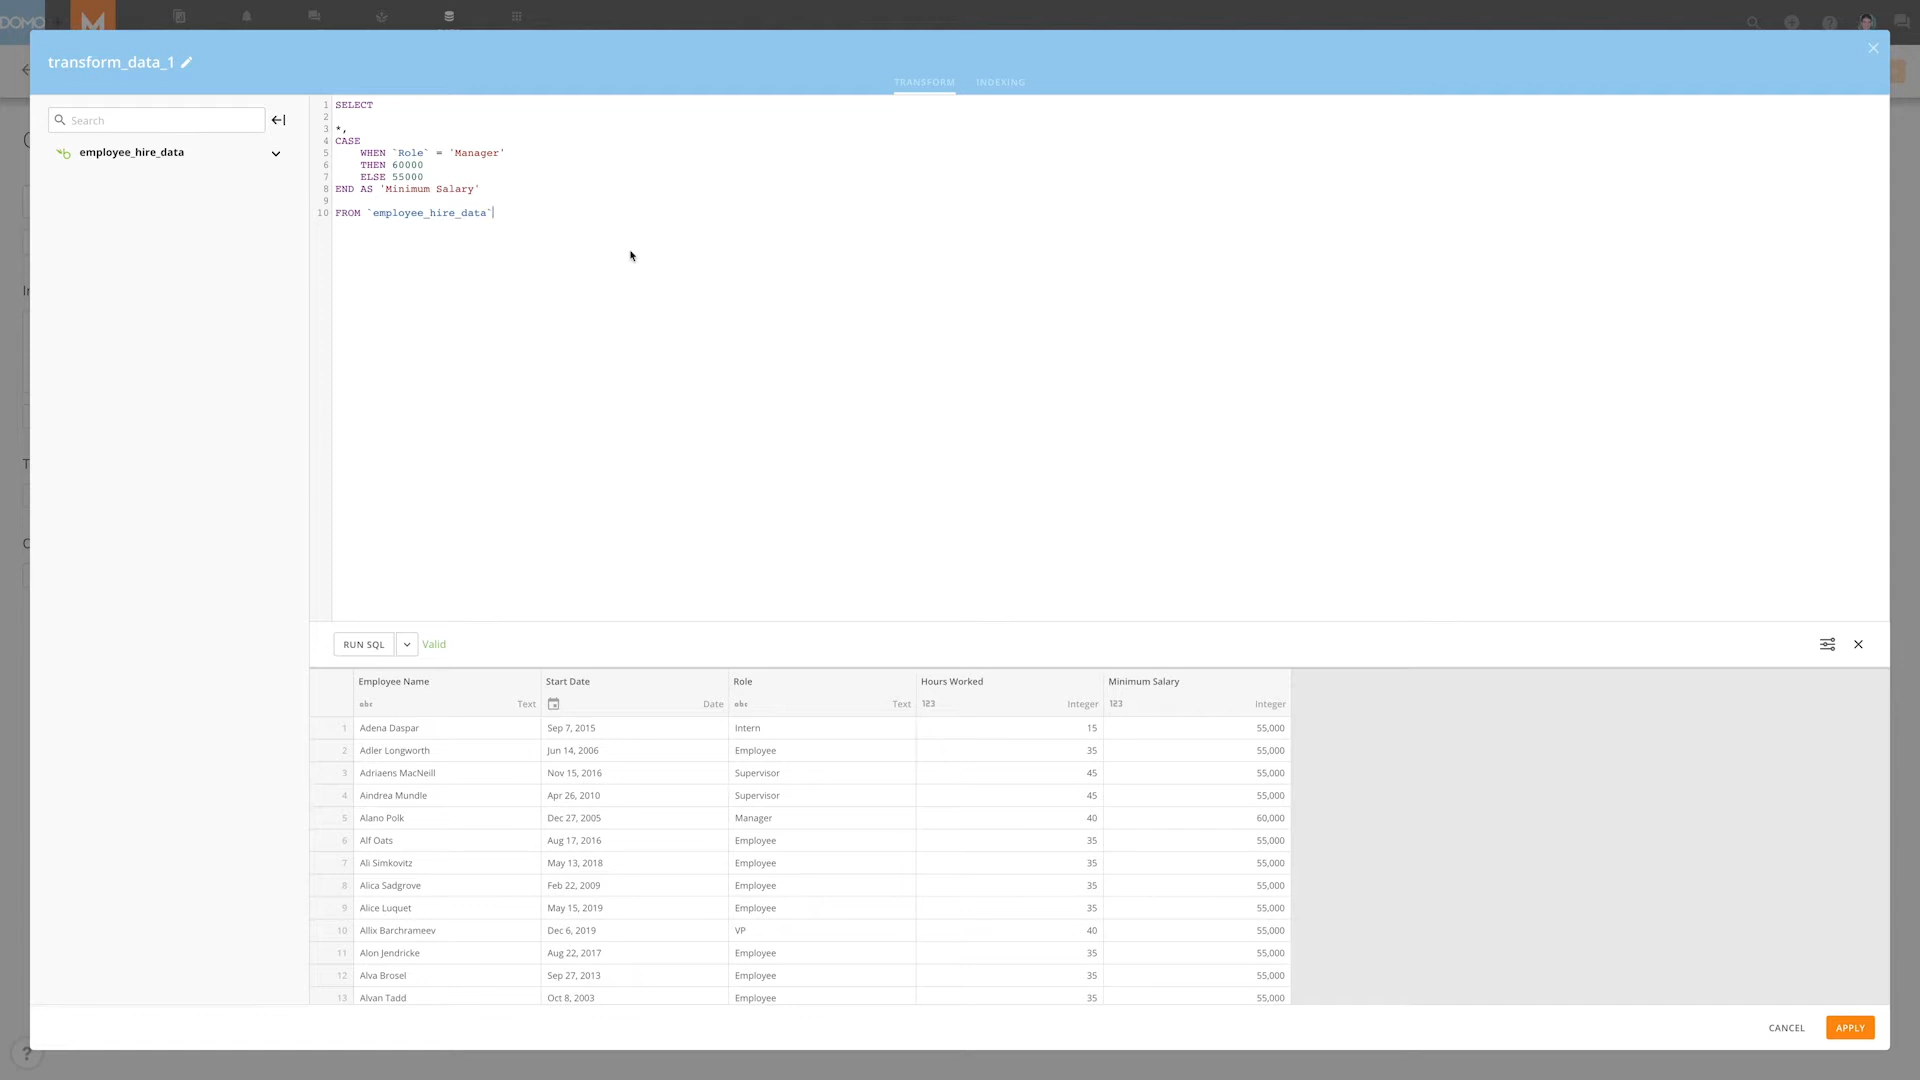 DOMO
transform_data_1
TRANSFORM
INDEXING
Search
employee_hire_data
1 SELECT
2
3 *,
4 CASE
5 WHEN `Role` = 'Manager'
6 THEN 60000
7 ELSE 55000
8 END AS 'Minimum Salary'
9
10 FROM `employee_hire_data`
RUN SQL
Valid
Employee Name Start Date Role Hours Worked Minimum Salary
abc Text Date abc Text 123 Integer 123 Integer
1 Adena Daspar Sep 7, 2015 Intern 15 55,000
2 Adler Longworth Jun 14, 2006 Employee 35 55,000
3 Adriaens MacNeill Nov 15, 2016 Supervisor 45 55,000
4 Aindrea Mundle Apr 26, 2010 Supervisor 45 55,000
5 Alano Polk Dec 27, 2005 Manager 40 60,000
6 Alf Oats Aug 17, 2016 Employee 35 55,000
7 Ali Simkovitz May 13, 2018 Employee 35 55,000
8 Alica Sadgrove Feb 22, 2009 Employee 35 55,000
9 Alice Luquet May 15, 2019 Employee 35 55,000
10 Allix Barchrameev Dec 6, 2019 VP 40 55,000
11 Alon Jendricke Aug 22, 2017 Employee 35 55,000
12 Alva Brosel Sep 27, 2013 Employee 35 55,000
13 Alvan Tadd Oct 8, 2003 Employee 35 55,000
CANCEL
APPLY
?